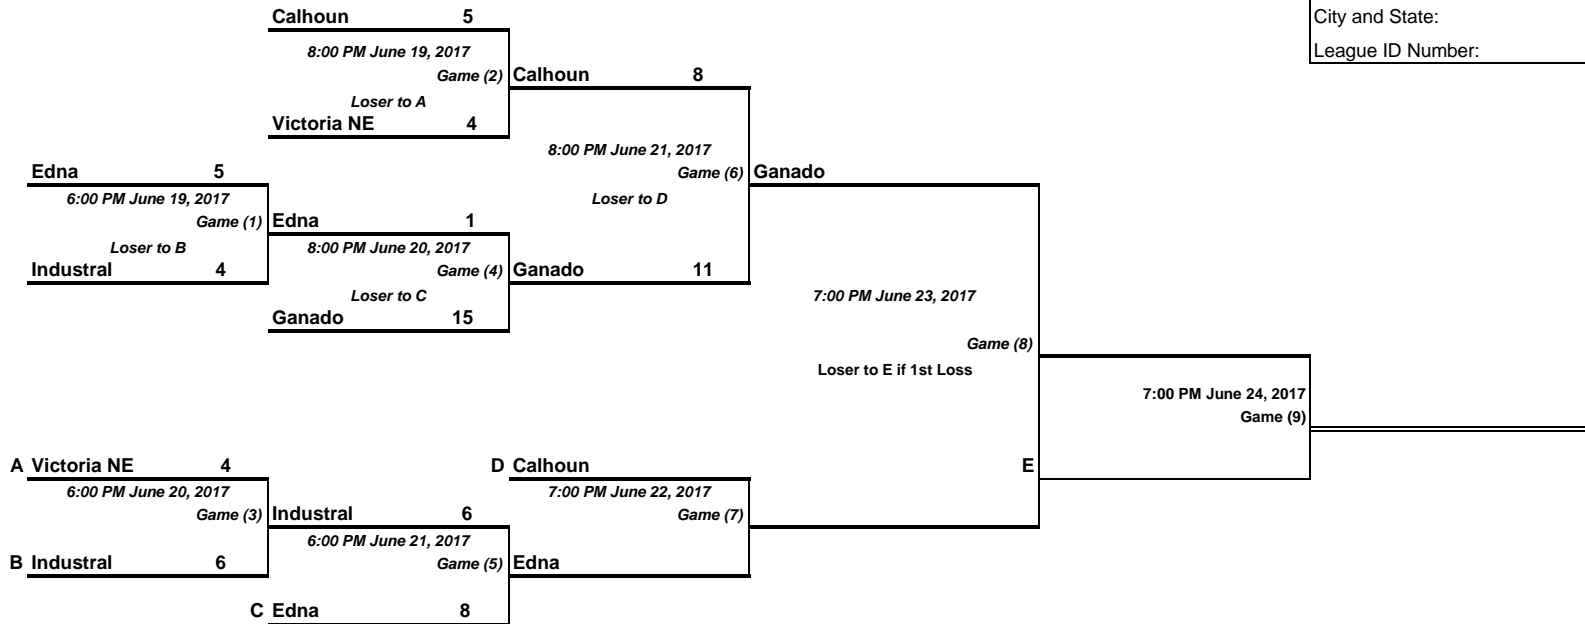 Calhoun 5
City and State:
8:00 PM June 19, 2017
League ID Number:
Game (2) Calhoun 8
Loser to A
Victoria NE 4
8:00 PM June 21, 2017
Edna 5
Game (6) Ganado
6:00 PM June 19, 2017
Loser to D
Game (1) Edna 1
Loser to B
8:00 PM June 20, 2017
Industral 4
Game (4) Ganado 11
Loser to C
7:00 PM June 23, 2017
Ganado 15
Game (8)
Loser to E if 1st Loss
7:00 PM June 24, 2017
Game (9)
A Victoria NE 4
D Calhoun
E
6:00 PM June 20, 2017
7:00 PM June 22, 2017
Game (3) Industral 6
Game (7)
6:00 PM June 21, 2017
B Industral 6
Game (5) Edna
C Edna 8